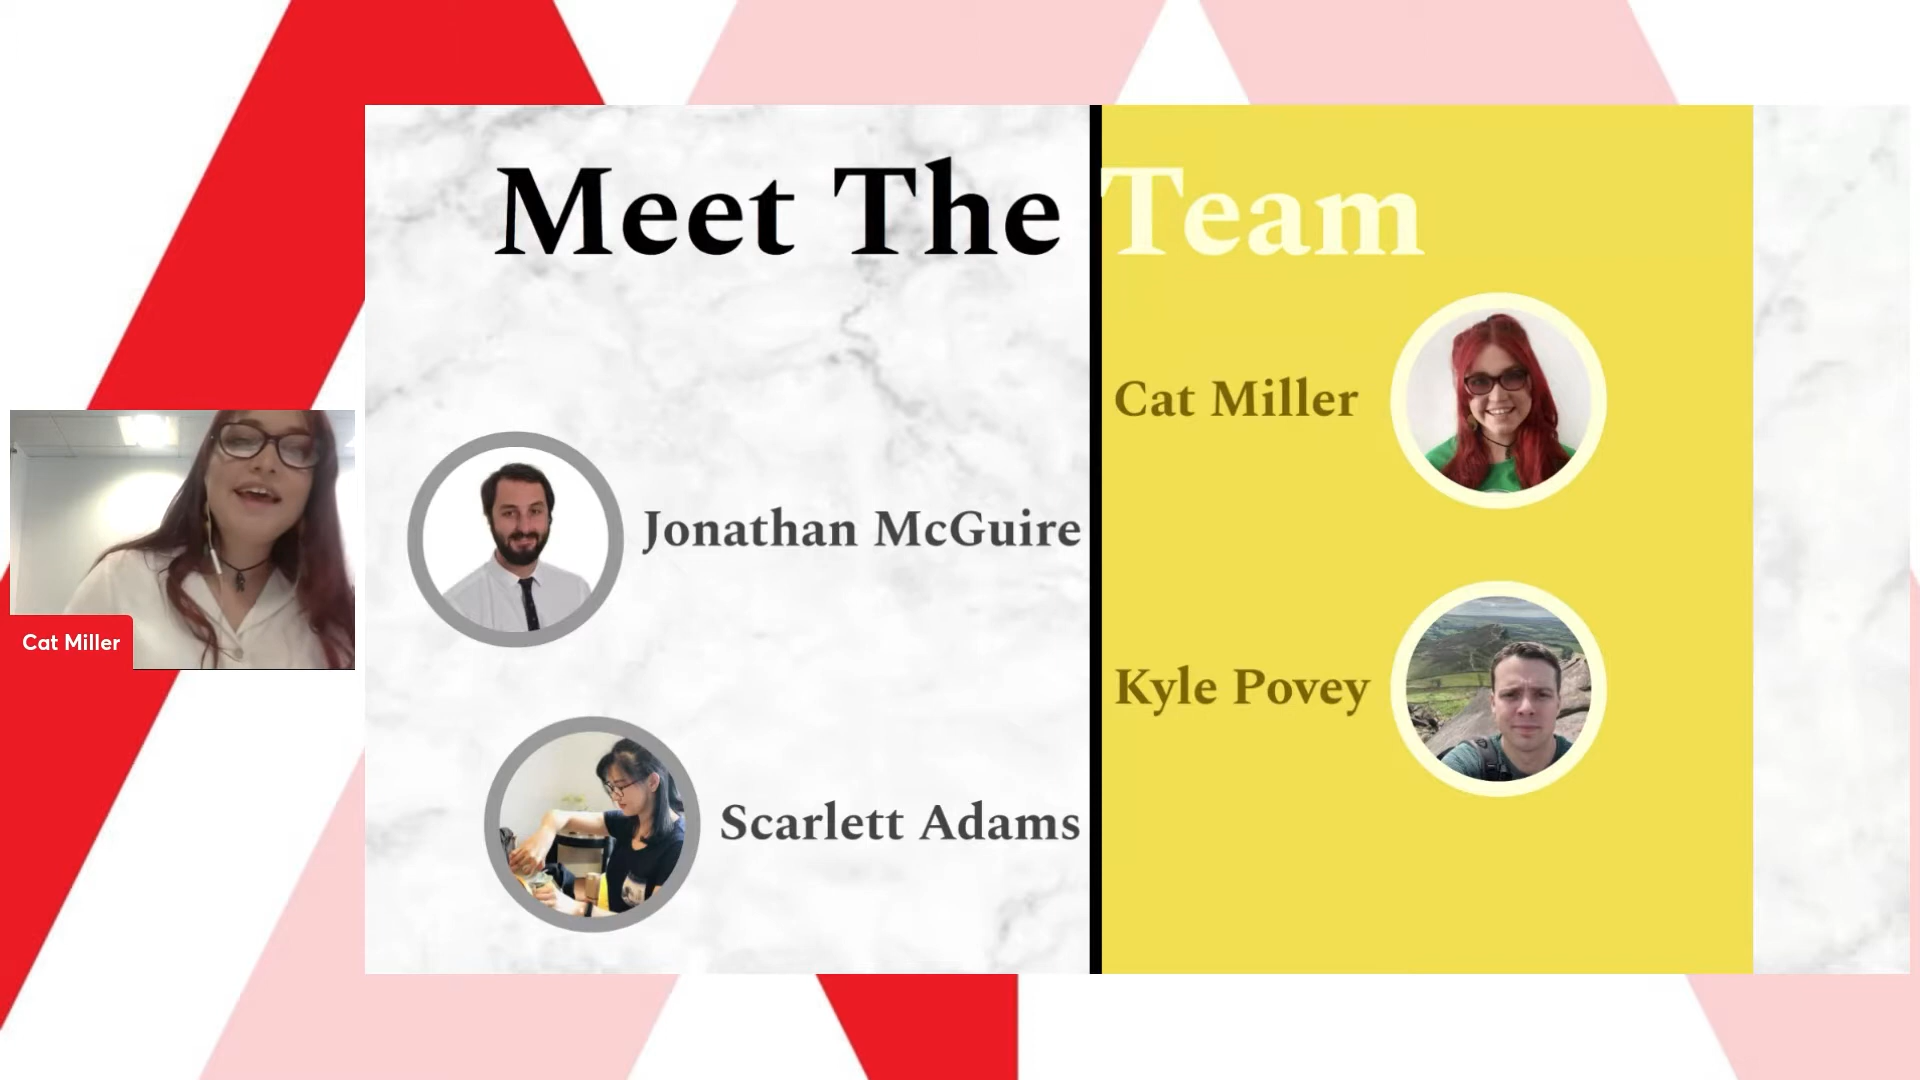 Meet The Team
Cat Miller
Jonathan McGuire
Kyle Povey
Scarlett Adams
Cat Miller